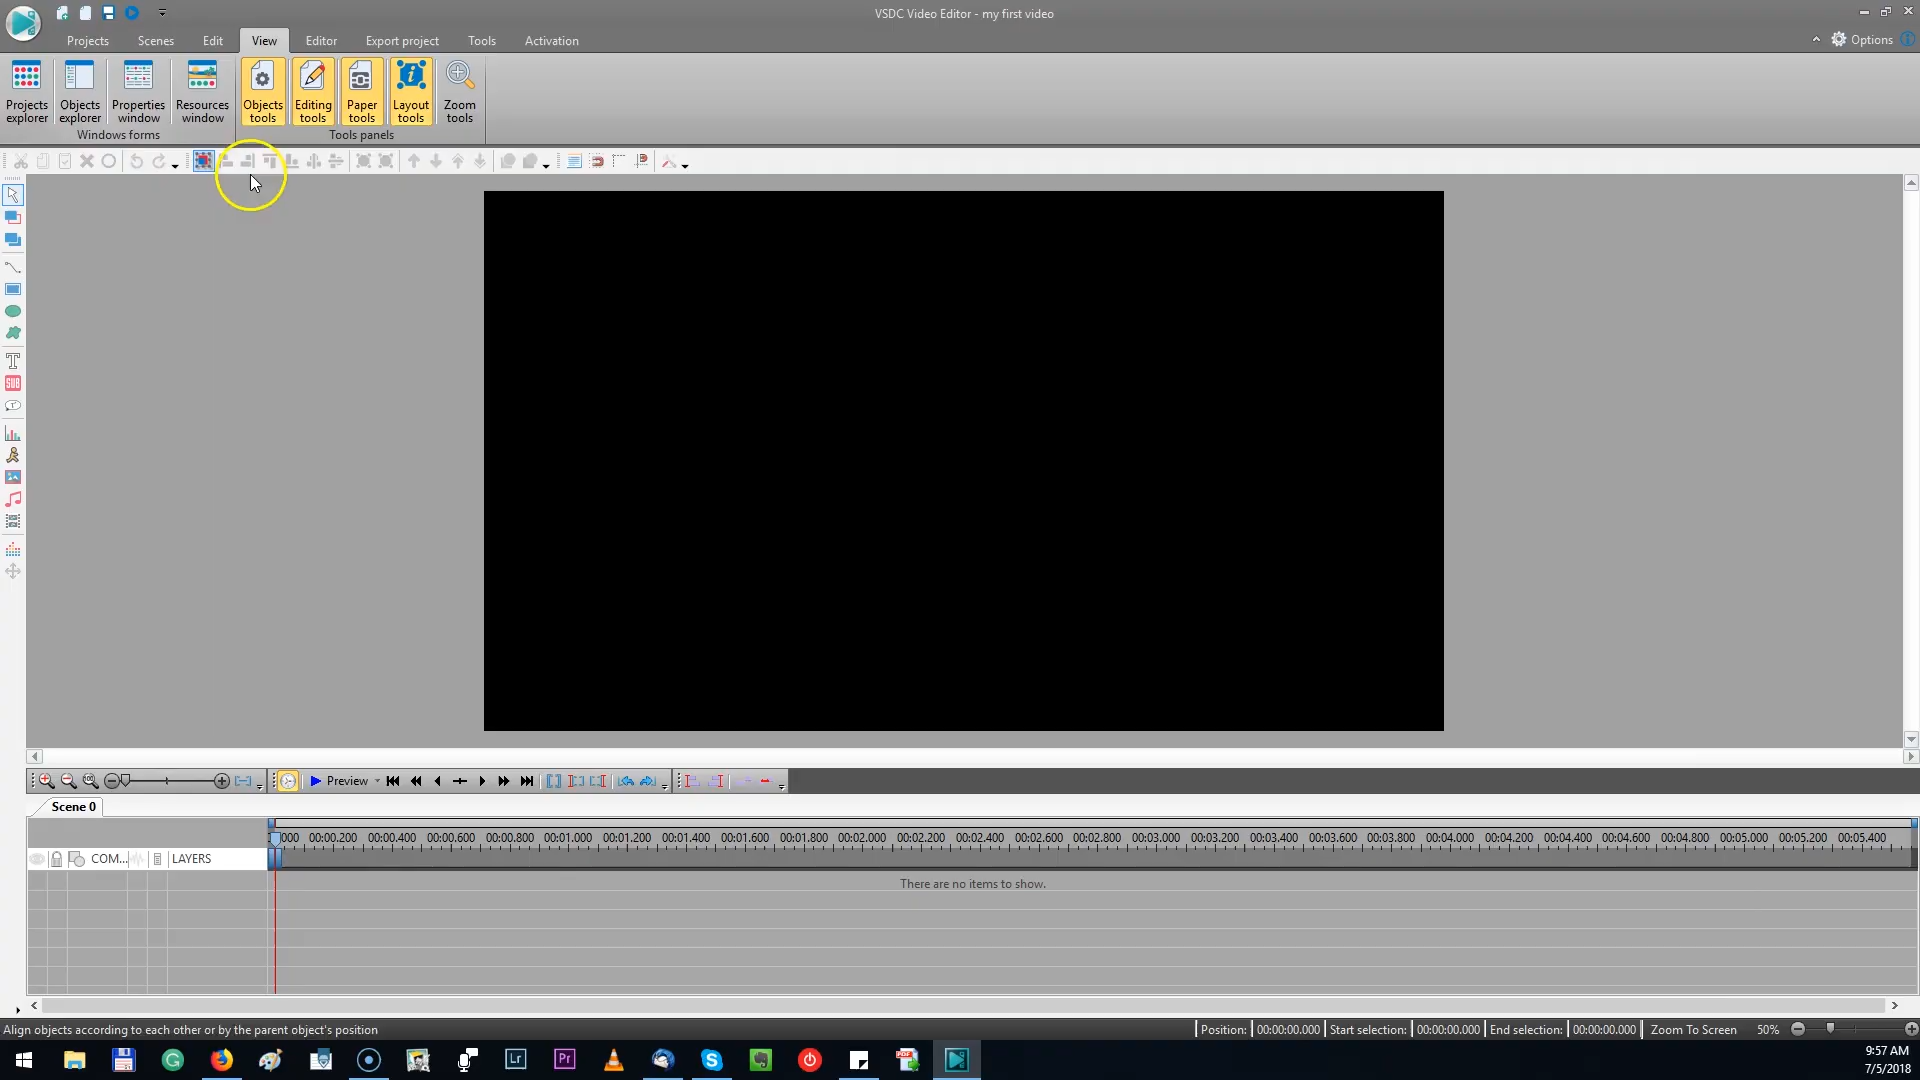 VSDC Video Editor - my first video
Projects Scenes Edit View Editor Export project Tools Activation Options
Projects explorer
Objects explorer
Properties window
Resources window
Objects tools
Editing tools
Paper tools
Layout tools
Zoom tools
Windows forms Tools panels
T
SUB
Preview
Scene 0
000 00:00.200 00:00.400 00:00.600 00:00.800 00:01.000 00:01.200 00:01.400 00:01.600 00:01.800 00:02.000 00:02.200 00:02.400 00:02.600 00:02.800 00:03.000 00:03.200 00:03.400 00:03.600 00:03.800 00:04.000 00:04.200 00:04.400 00:04.600 00:04.800 00:05.000 00:05.200 00:05.400
COM... LAYERS
There are no items to show.
Align objects according to each other or by the parent object's position Position: 00:00:00.000 Start selection: 00:00:00.000 End selection: 00:00:00.000 Zoom To Screen 50%
Lr Pr
9:57 AM
7/5/2018